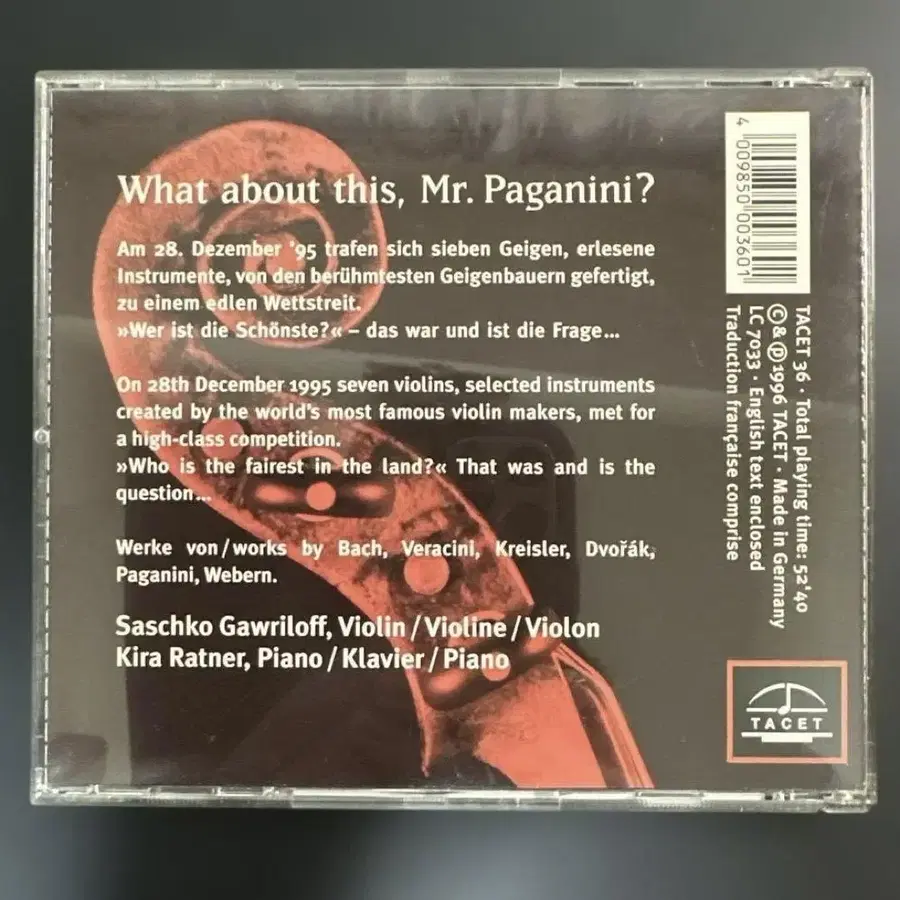 What about this, Mr. Paganini?
Am 28. Dezember '95 trafen sich sieben Geigen, erlesene
Instrumente, von den berühmtesten Geigenbauern gefertigt,
zu einem edlen Wettstreit.
»Wer ist die Schönste?« – das war und ist die Frage...
On 28th December 1995 seven violins, selected instruments
created by the world's most famous violin makers, met for
a high-class competition.
»Who is the fairest in the land?« That was and is the
question...
Werke von/works by Bach, Veracini, Kreisler, Dvořák,
Paganini, Webern.
Saschko Gawriloff, Violin/Violine/Violon
Kira Ratner, Piano/Klavier/Piano
4 009850 003601
TACET 36 · Total playing time: 52'40
©&℗1996 TACET · Made in Germany
LC 7033 · English text enclosed
Traduction française comprise
TACET